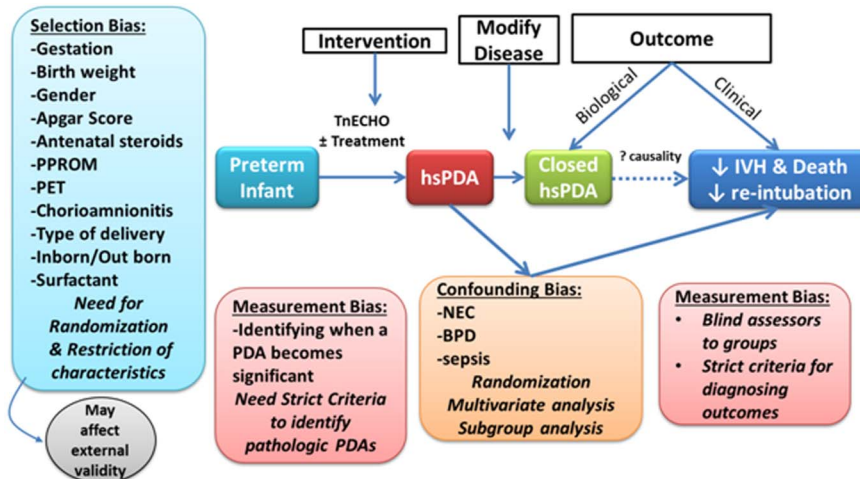 Selection Bias:
-Gestation
-Birth weight
-Gender
-Apgar Score
-Antenatal steroids
-PPROM
-PET
-Chorioamnionitis
-Type of delivery
-Inborn/Out born
-Surfactant
Need for
Randomization
& Restriction of
characteristics
May
affect
external
validity
Intervention
Modify
Disease
Outcome
TnECHO
± Treatment
Biological
Clinical
Preterm
Infant
hsPDA
Closed
hsPDA
? causality
↓ IVH & Death
↓ re-intubation
Measurement Bias:
-Identifying when a
PDA becomes
significant
Need Strict Criteria
to identify
pathologic PDAs
Confounding Bias:
-NEC
-BPD
-sepsis
Randomization
Multivariate analysis
Subgroup analysis
Measurement Bias:
• Blind assessors
to groups
• Strict criteria for
diagnosing
outcomes